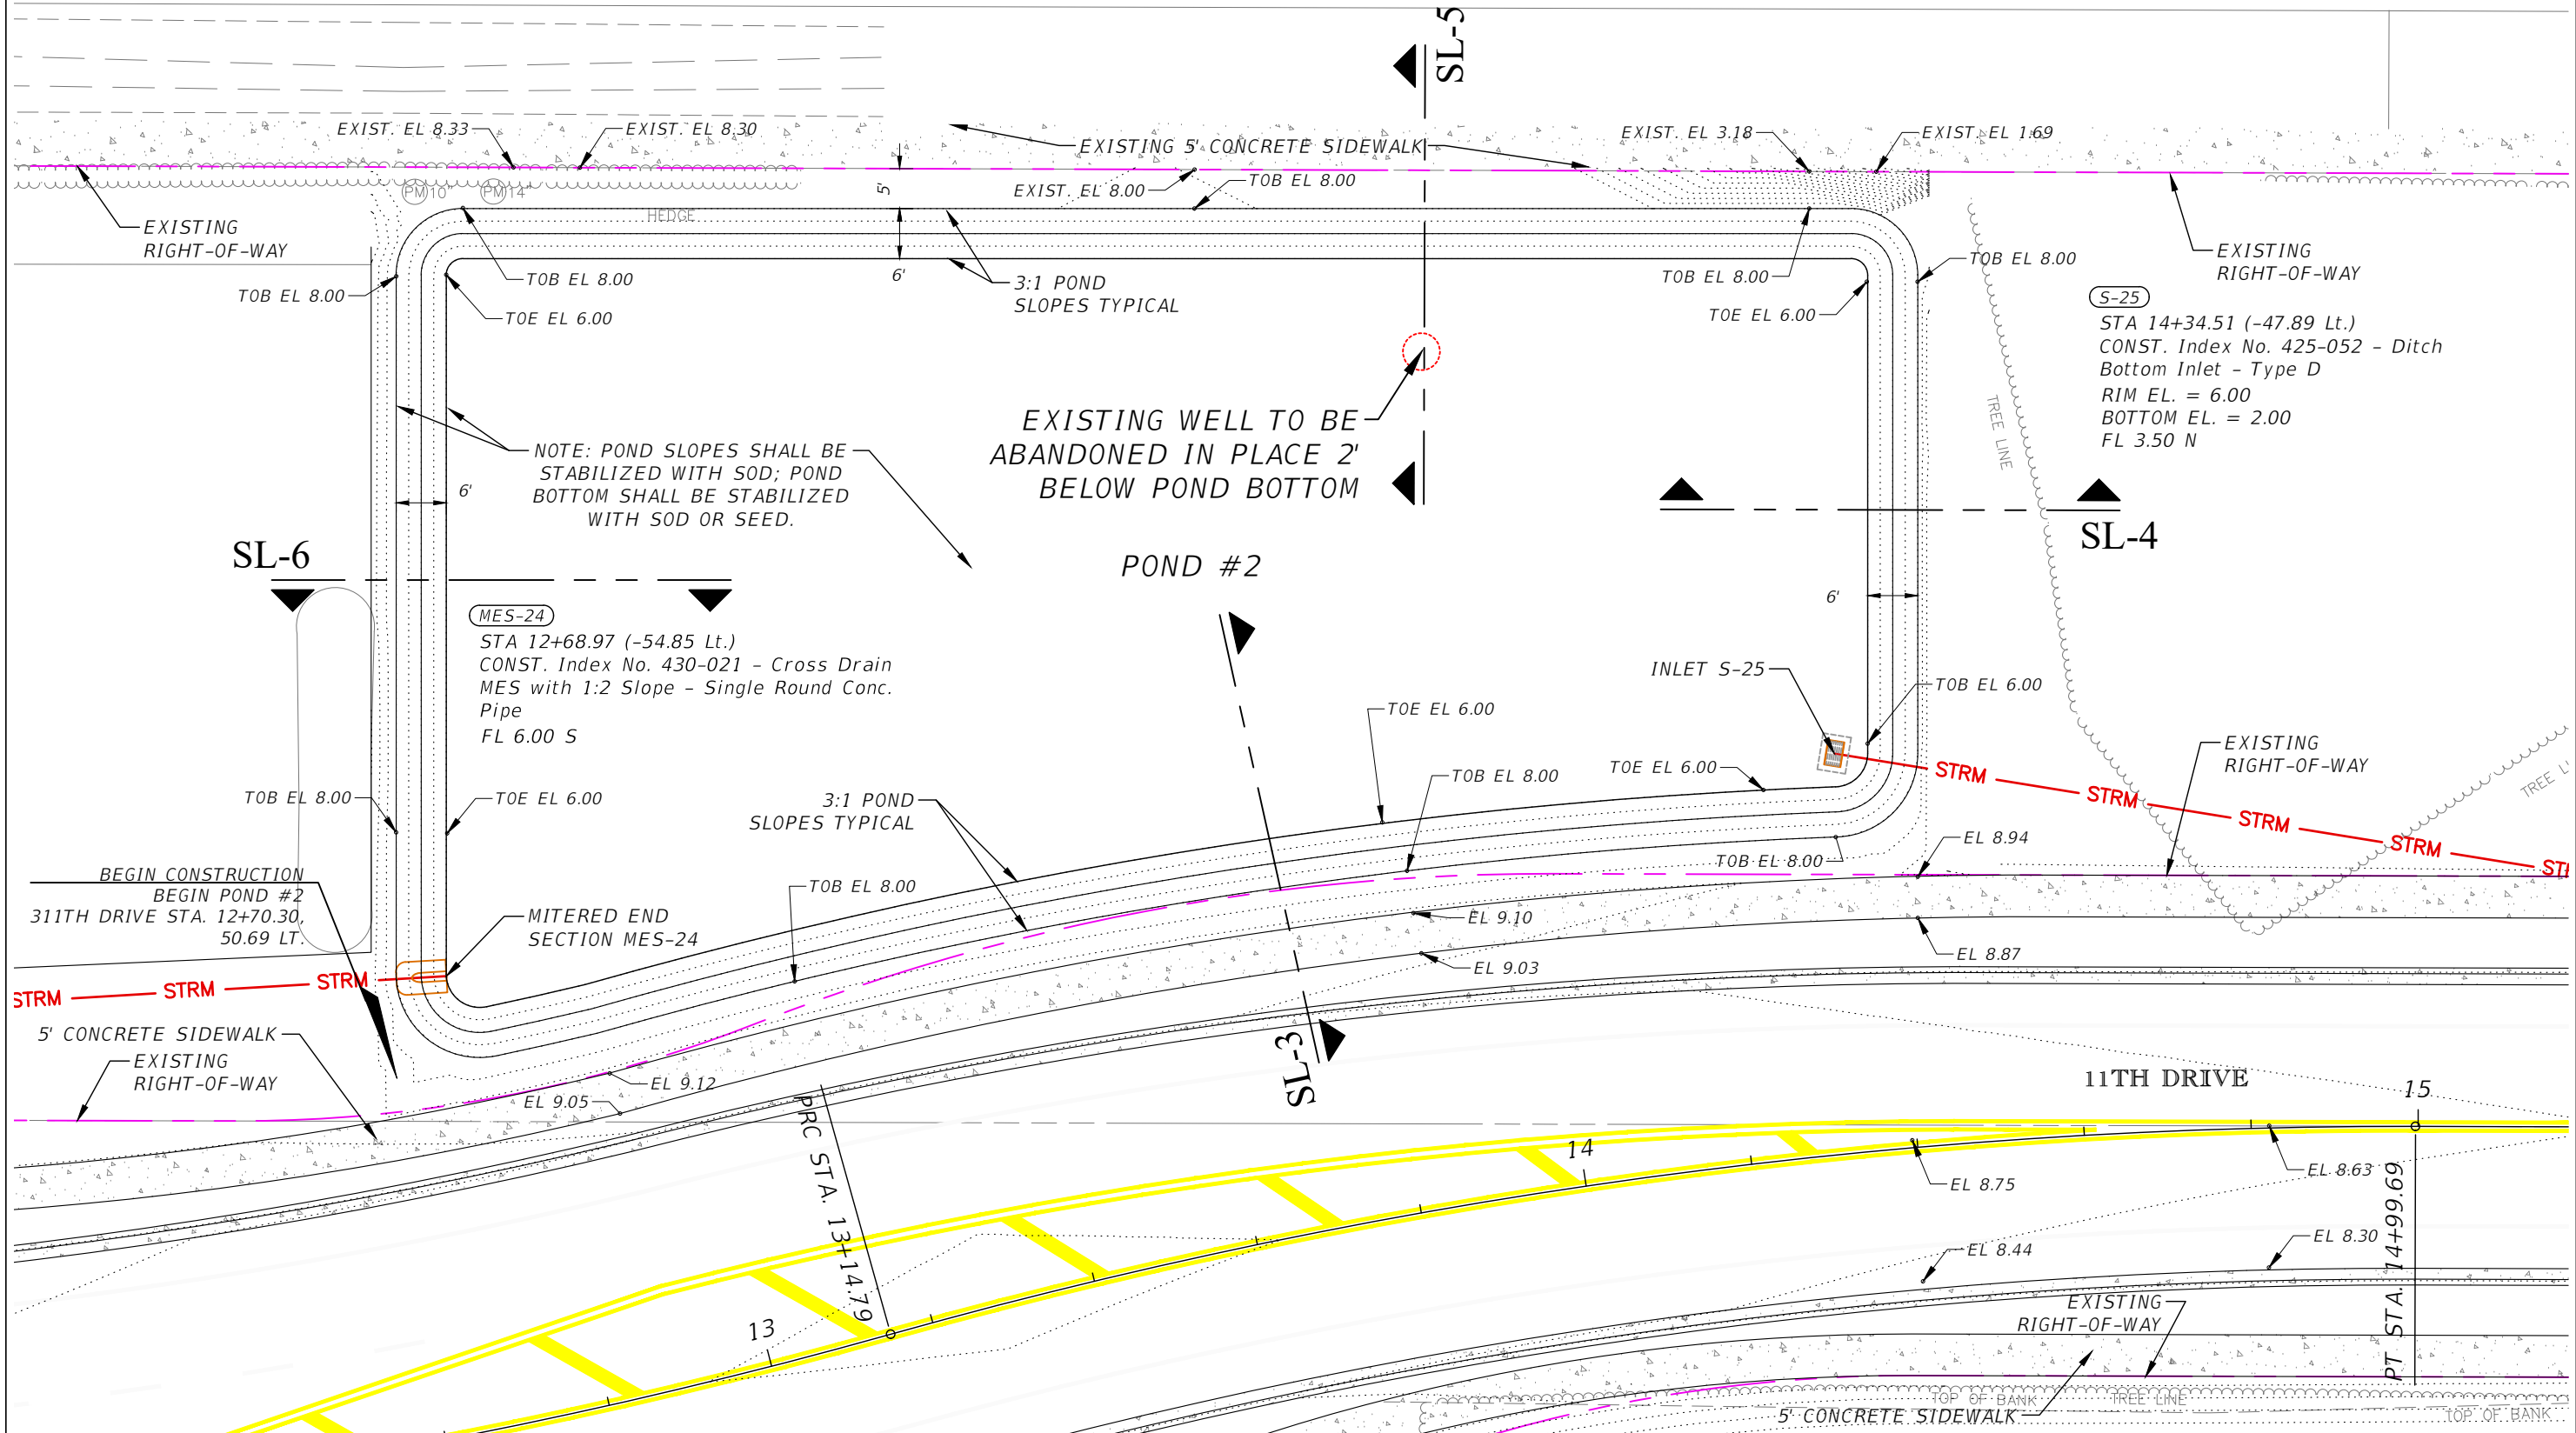 SL-5
EXIST. EL 8.33
EXIST. EL 8.30
EXISTING 5' CONCRETE SIDEWALK
EXIST. EL 3.18
EXIST. EL 1.69
5'
EXIST. EL 8.00
TOB EL 8.00
PM10"
PM14"
HEDGE
EXISTING
RIGHT-OF-WAY
EXISTING
RIGHT-OF-WAY
TOB EL 8.00
TOB EL 8.00
TOE EL 6.00
6'
3:1 POND
SLOPES TYPICAL
TOB EL 8.00
TOB EL 8.00
TOE EL 6.00
S-25
STA 14+34.51 (-47.89 Lt.)
CONST. Index No. 425-052 - Ditch
Bottom Inlet - Type D
RIM EL. = 6.00
BOTTOM EL. = 2.00
FL 3.50 N
TREE LINE
EXISTING WELL TO BE
ABANDONED IN PLACE 2'
BELOW POND BOTTOM
NOTE: POND SLOPES SHALL BE
STABILIZED WITH SOD; POND
BOTTOM SHALL BE STABILIZED
WITH SOD OR SEED.
6'
SL-6
SL-4
POND #2
6'
MES-24
STA 12+68.97 (-54.85 Lt.)
CONST. Index No. 430-021 - Cross Drain
MES with 1:2 Slope - Single Round Conc.
Pipe
FL 6.00 S
INLET S-25
TOB EL 6.00
TOE EL 6.00
TOB EL 8.00
TOE EL 6.00
EXISTING
RIGHT-OF-WAY
STRM
STRM
STRM
STRM
TREE
TOB EL 8.00
TOE EL 6.00
3:1 POND
SLOPES TYPICAL
EL 8.94
TOB EL 8.00
BEGIN CONSTRUCTION
BEGIN POND #2
311TH DRIVE STA. 12+70.30,
50.69 LT.
TOB EL 8.00
MITERED END
SECTION MES-24
EL 9.10
EL 9.03
EL 8.87
STRM
STRM
STRM
5' CONCRETE SIDEWALK
EXISTING
RIGHT-OF-WAY
EL 9.12
EL 9.05
SL-3
11TH DRIVE
15
PRC STA. 13+14.79
14
EL 8.75
EL 8.63
EL 8.44
EL 8.30
13
PT STA. 14+99.69
EXISTING
RIGHT-OF-WAY
TOP OF BANK
TREE LINE
5' CONCRETE SIDEWALK
TOP OF BANK